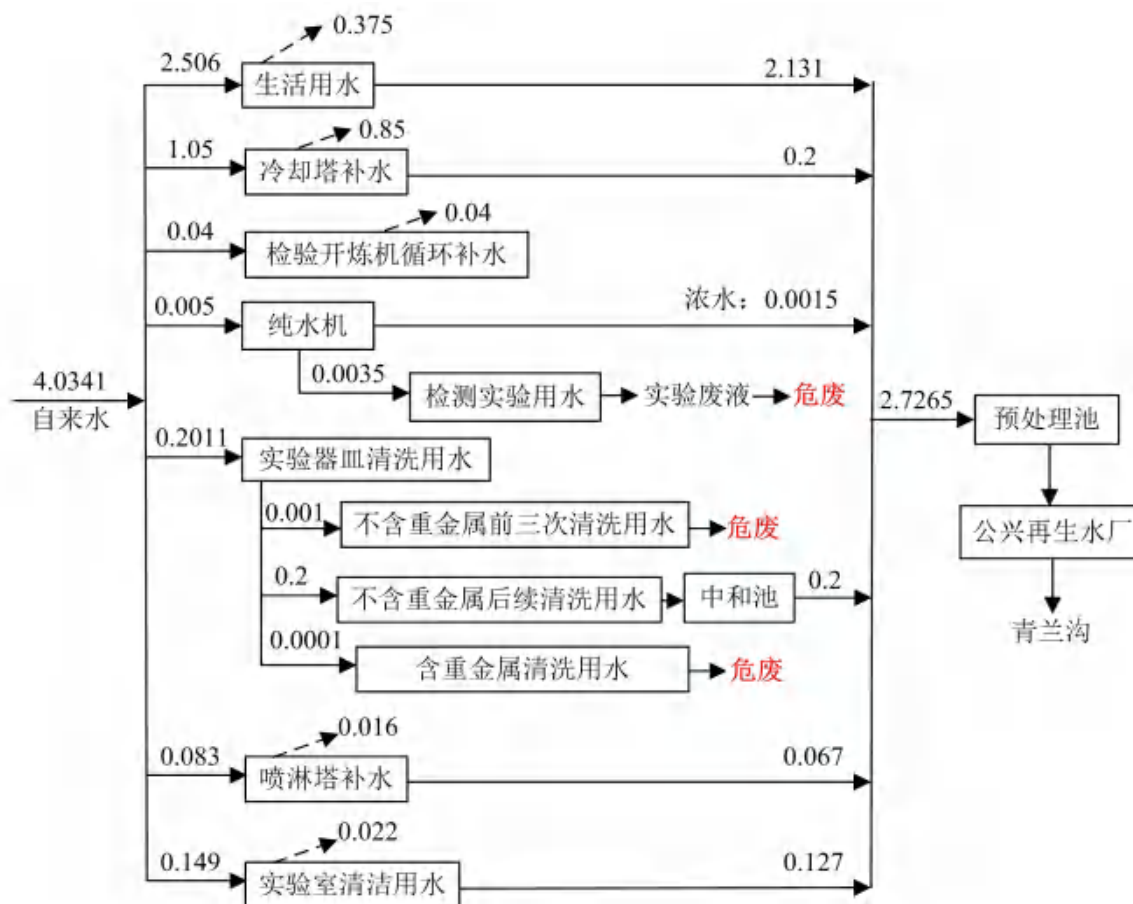 0.375
2.506
生活用水
2.131
0.85
1.05
冷却塔补水
0.2
0.04
0.04
检验开炼机循环补水
0.005
纯水机
浓水：0.0015
0.0035
检测实验用水
实验废液
危废
4.0341
自来水
2.7265
预处理池
0.2011
实验器皿清洗用水
0.001
不含重金属前三次清洗用水
危废
公兴再生水厂
0.2
不含重金属后续清洗用水
中和池
0.2
青兰沟
0.0001
含重金属清洗用水
危废
0.016
0.083
喷淋塔补水
0.067
0.022
0.149
实验室清洁用水
0.127